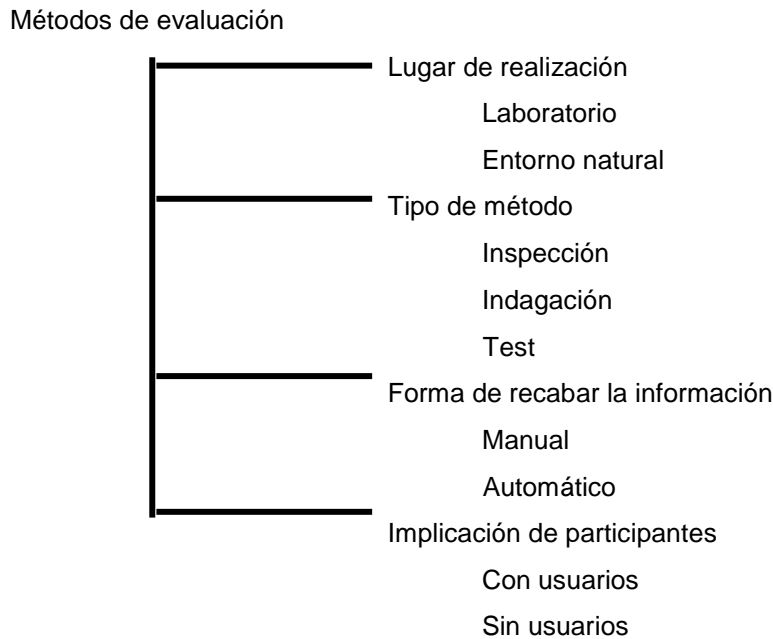 Métodos de evaluación
Lugar de realización
Laboratorio
Entorno natural
Tipo de método
Inspección
Indagación
Test
Forma de recabar la información
Manual
Automático
Implicación de participantes
Con usuarios
Sin usuarios